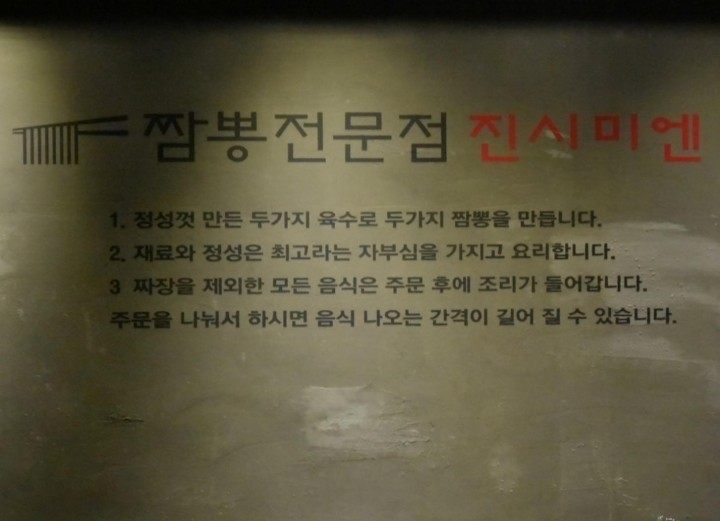 짬뽕전문점 진시미엔
1. 정성껏 만든 두가지 육수로 두가지 짬뽕을 만듭니다.
2. 재료와 정성은 최고라는 자부심을 가지고 요리합니다.
3 짜장을 제외한 모든 음식은 주문 후에 조리가 들어갑니다.
주문을 나눠서 하시면 음식 나오는 간격이 길어 질 수 있습니다.